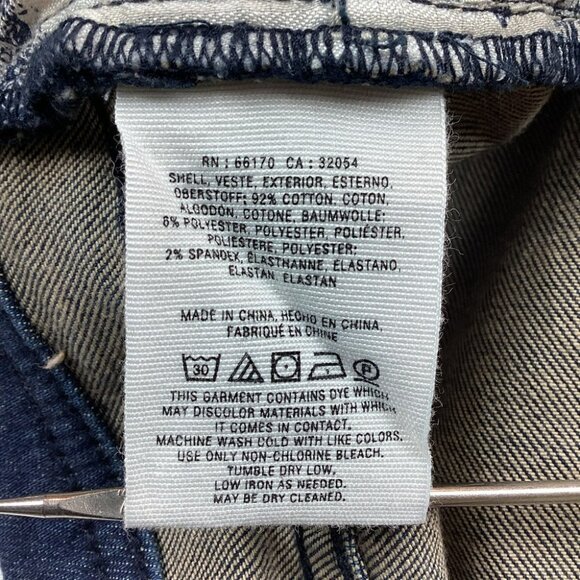 RN : 66170 CA : 32054
SHELL, VESTE, EXTERIOR, ESTERNO,
OBERSTOFF: 92% COTTON, COTON,
ALGODÓN, COTONE, BAUMWOLLE:
6% POLYESTER, POLYESTER, POLIÉSTER,
POLIESTERE, POLYESTER;
2% SPANDEX, ÉLASTHANNE, ÉLASTANO,
ELASTAN ELASTAN
MADE IN CHINA, HECHO EN CHINA,
FABRIQUÉ EN CHINE
30 P
THIS GARMENT CONTAINS DYE WHICH
MAY DISCOLOR MATERIALS WITH WHICH
IT COMES IN CONTACT.
MACHINE WASH COLD WITH LIKE COLORS.
USE ONLY NON-CHLORINE BLEACH.
TUMBLE DRY LOW.
LOW IRON AS NEEDED.
MAY BE DRY CLEANED.